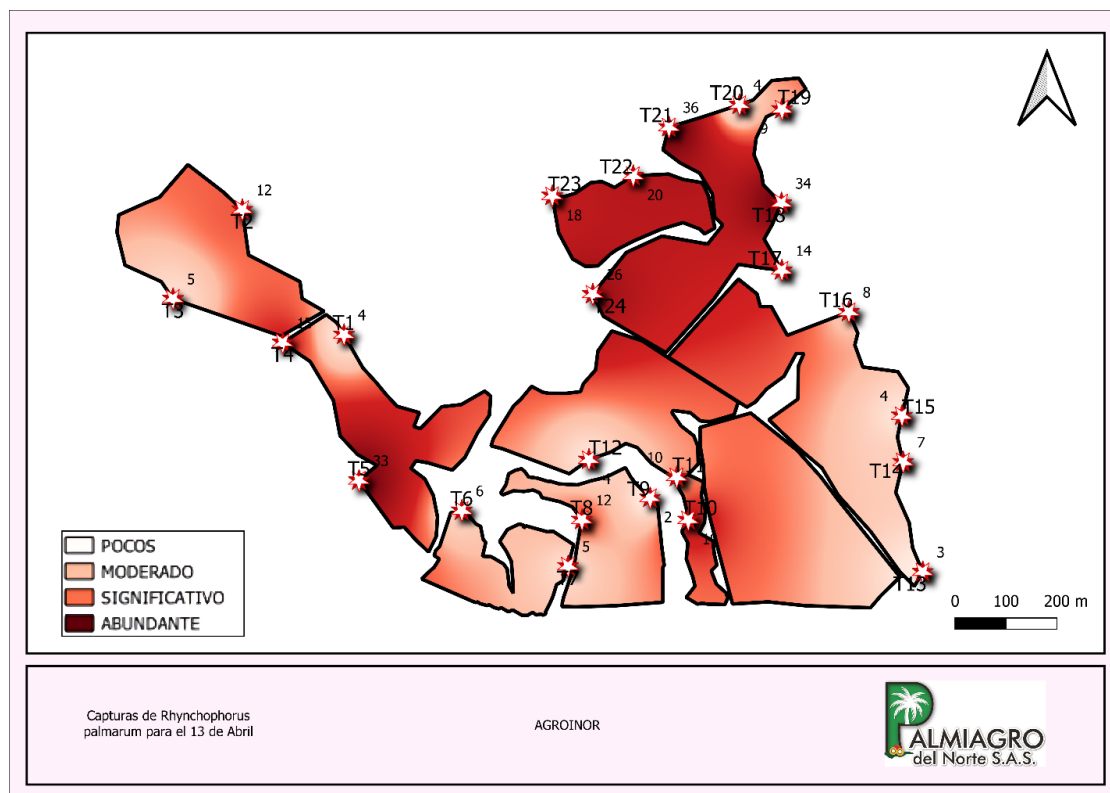 T20 4
T19
T21 36
9
T22
20
T23
18
34
T18
T17 14
26
T24
T16 8
12
T2
5
T3
T1 4
T4
4
T15
7
T14
T5 33
T12
10
T9
2
T6 6
T8 12
T10
5
3
T13
POCOS
MODERADO
SIGNIFICATIVO
ABUNDANTE
0 100 200 m
Capturas de Rhynchophorus
palmarum para el 13 de Abril
AGROINOR
PALMIAGRO
del Norte S.A.S.